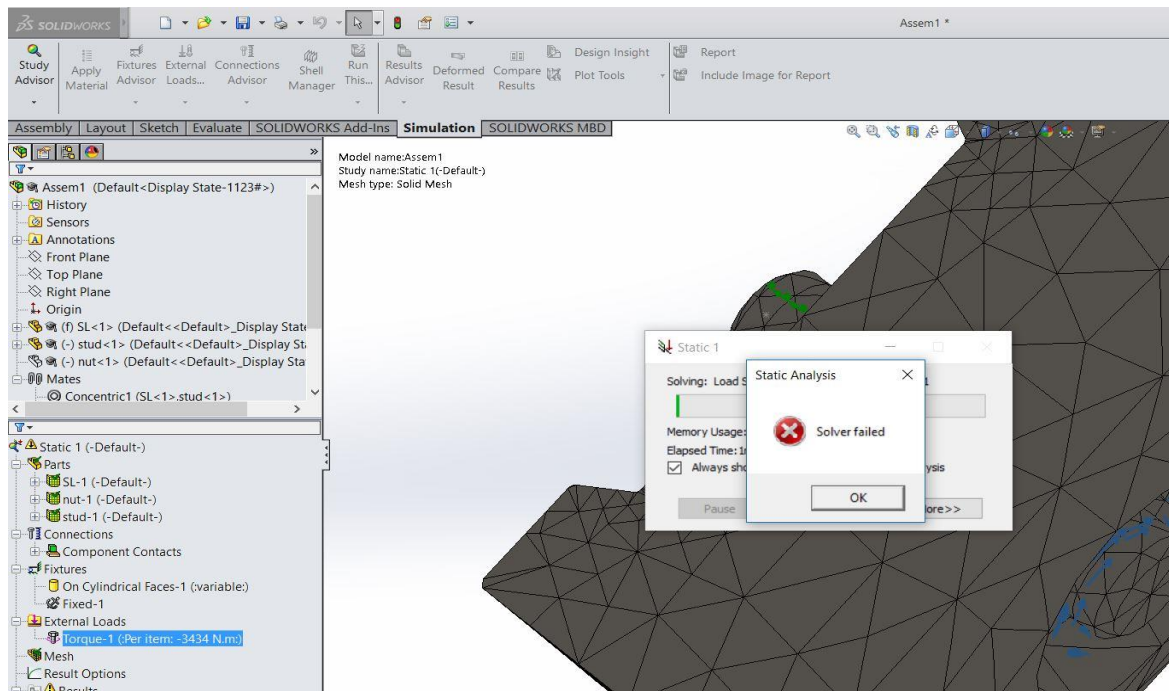 SOLIDWORKS
Assem1 *
Study Advisor
Apply Material
Fixtures Advisor
External Loads...
Connections Advisor
Shell Manager
Run This...
Results Advisor
Deformed Result
Compare Results
Design Insight
Plot Tools
Report
Include Image for Report
Assembly Layout Sketch Evaluate SOLIDWORKS Add-Ins Simulation SOLIDWORKS MBD
Model name:Assem1
Study name:Static 1(-Default-)
Mesh type: Solid Mesh
Assem1 (Default<Display State-1123#>)
History
Sensors
Annotations
Front Plane
Top Plane
Right Plane
Origin
(f) SL<1> (Default<<Default>_Display State
(-) stud<1> (Default<<Default>_Display St
(-) nut<1> (Default<<Default>_Display Sta
Mates
Concentric1 (SL<1>,stud<1>)
Static 1 (-Default-)
Parts
SL-1 (-Default-)
nut-1 (-Default-)
stud-1 (-Default-)
Connections
Component Contacts
Fixtures
On Cylindrical Faces-1 (:variable:)
Fixed-1
External Loads
Torque-1 (:Per item: -3434 N.m:)
Mesh
Result Options
Results
Static 1
Solving: Load S
1
Memory Usage:
Elapsed Time: 1
Always sho
ysis
Pause
ore>>
Static Analysis
Solver failed
OK